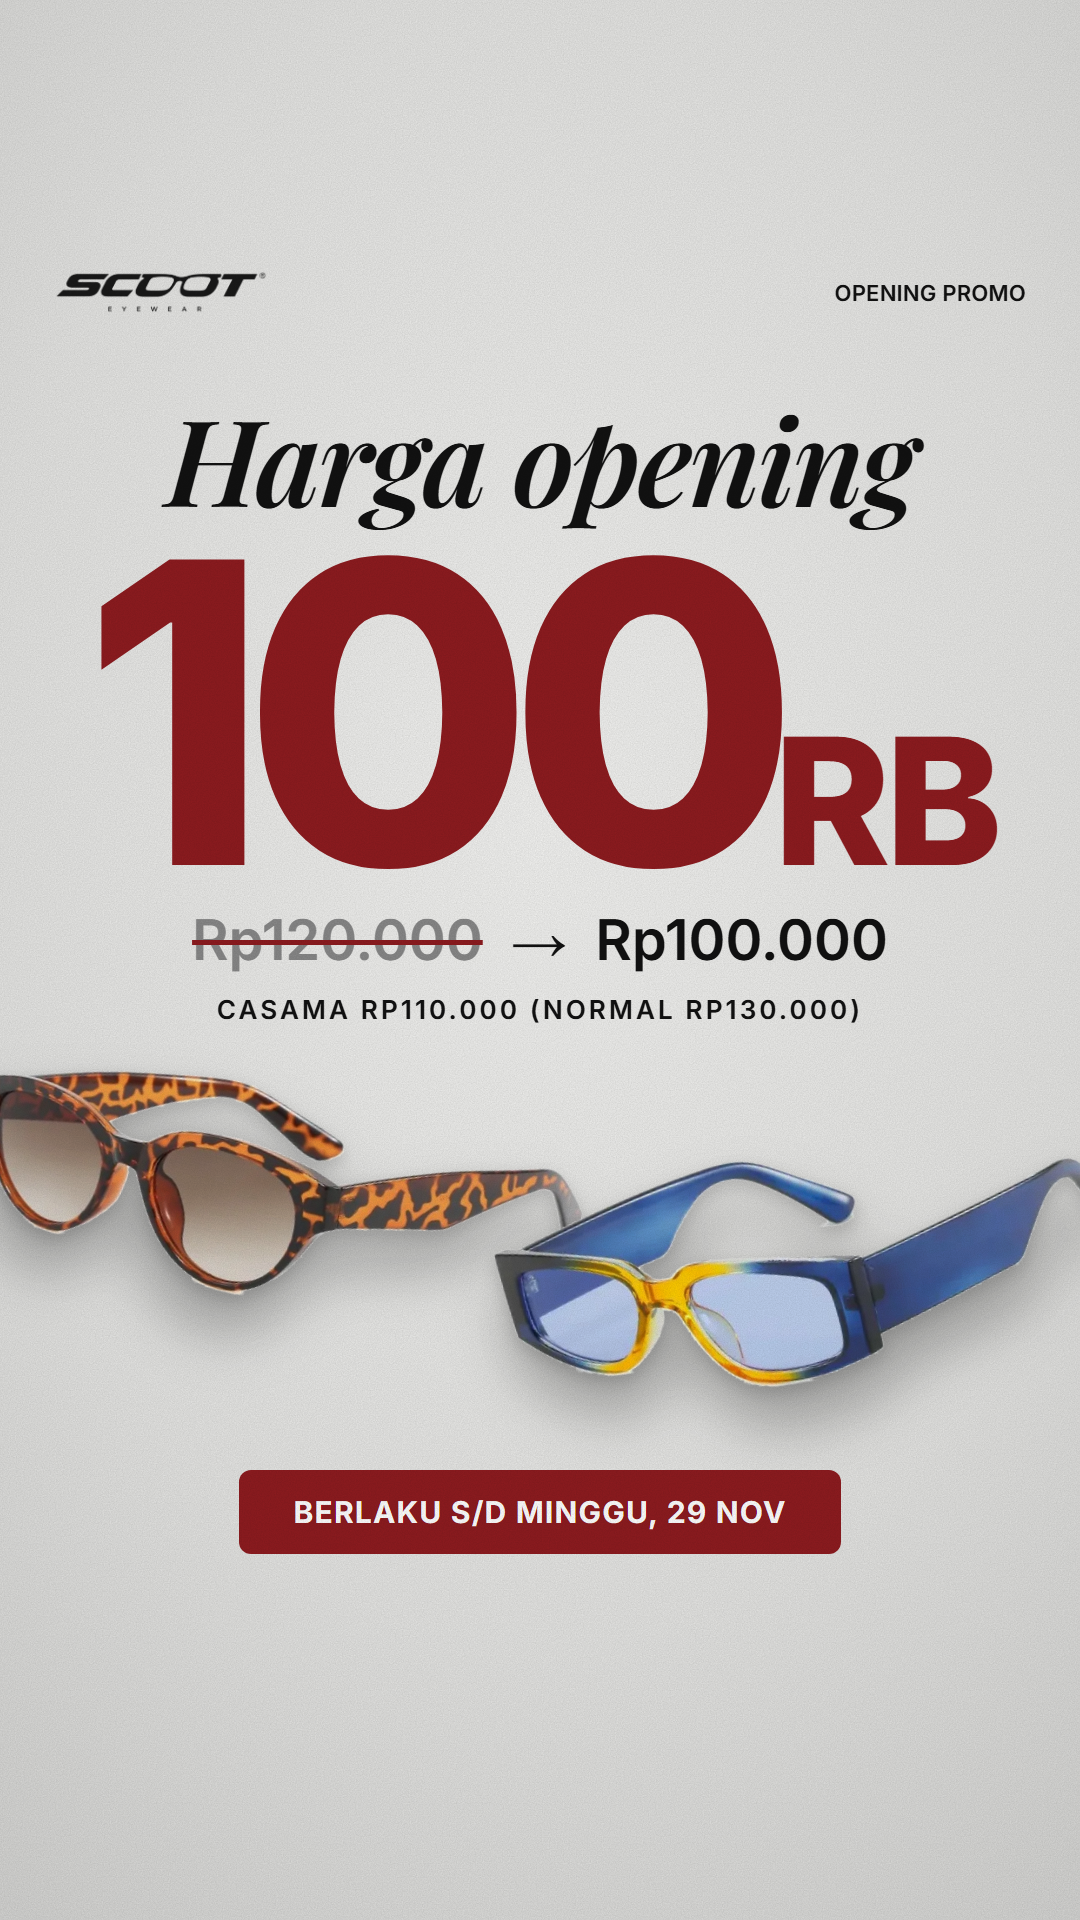 SCOOT®
EYEWEAR
OPENING PROMO
Harga opening
100RB
Rp120.000 → Rp100.000
CASAMA RP110.000 (NORMAL RP130.000)
BERLAKU S/D MINGGU, 29 NOV